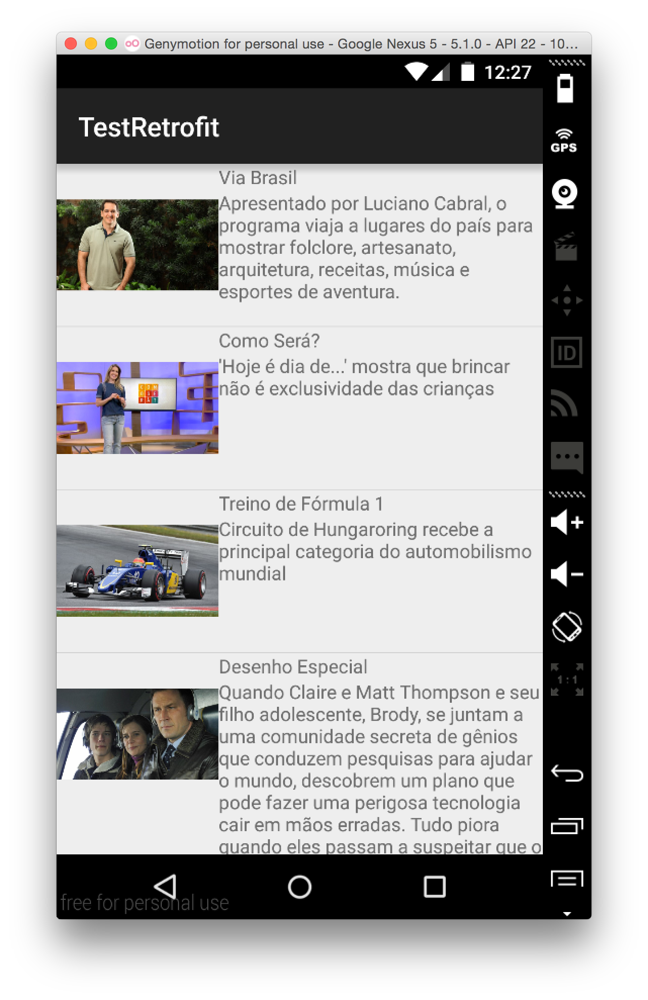 Genymotion for personal use - Google Nexus 5 - 5.1.0 - API 22 - 10...
12:27
TestRetrofit
GPS
Via Brasil
Apresentado por Luciano Cabral, o
programa viaja a lugares do país para
mostrar folclore, artesanato,
arquitetura, receitas, música e
esportes de aventura.
Como Será?
'Hoje é dia de...' mostra que brincar
não é exclusividade das crianças
ID
Treino de Fórmula 1
Circuito de Hungaroring recebe a
principal categoria do automobilismo
mundial
Desenho Especial
Quando Claire e Matt Thompson e seu
filho adolescente, Brody, se juntam a
uma comunidade secreta de gênios
que conduzem pesquisas para ajudar
o mundo, descobrem um plano que
pode fazer uma perigosa tecnologia
cair em mãos erradas. Tudo piora
quando eles passam a suspeitar que o
1:1
free for personal use